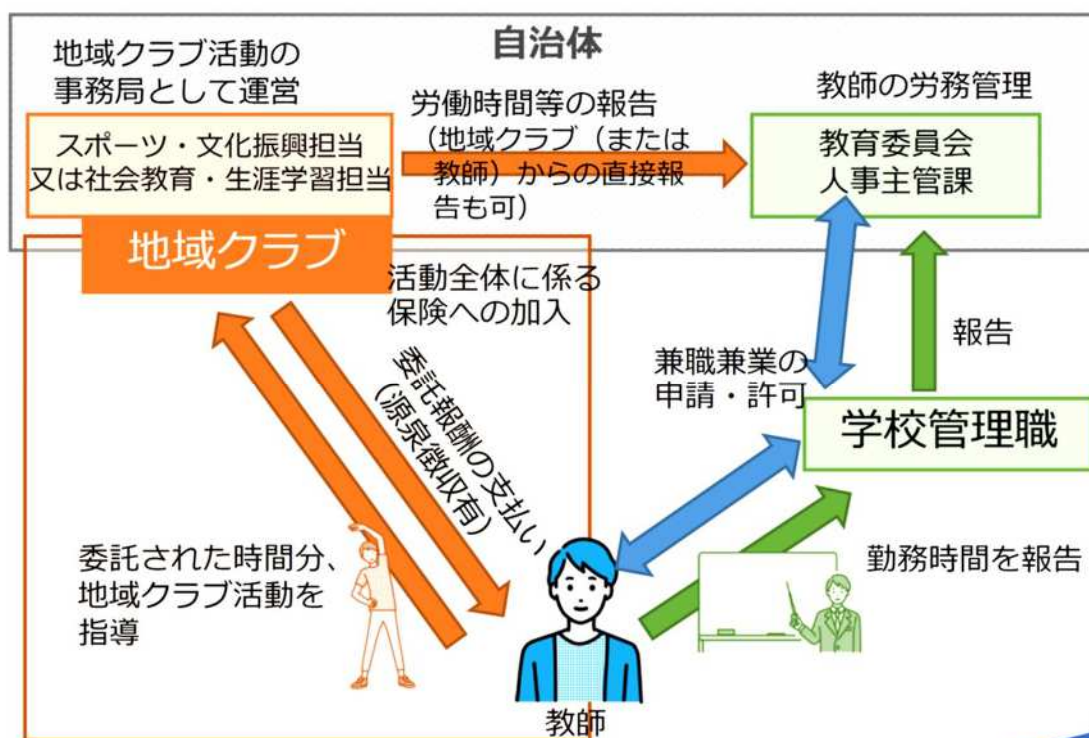 自治体
地域クラブ活動の
事務局として運営
スポーツ・文化振興担当
又は社会教育・生涯学習担当
地域クラブ
労働時間等の報告
（地域クラブ（または
教師）からの直接報
告も可）
教師の労務管理
教育委員会
人事主管課
活動全体に係る
保険への加入
委託報酬の支払い
（源泉徴収有）
兼職兼業の
申請・許可
報告
学校管理職
委託された時間分、
地域クラブ活動を
指導
勤務時間を報告
教師